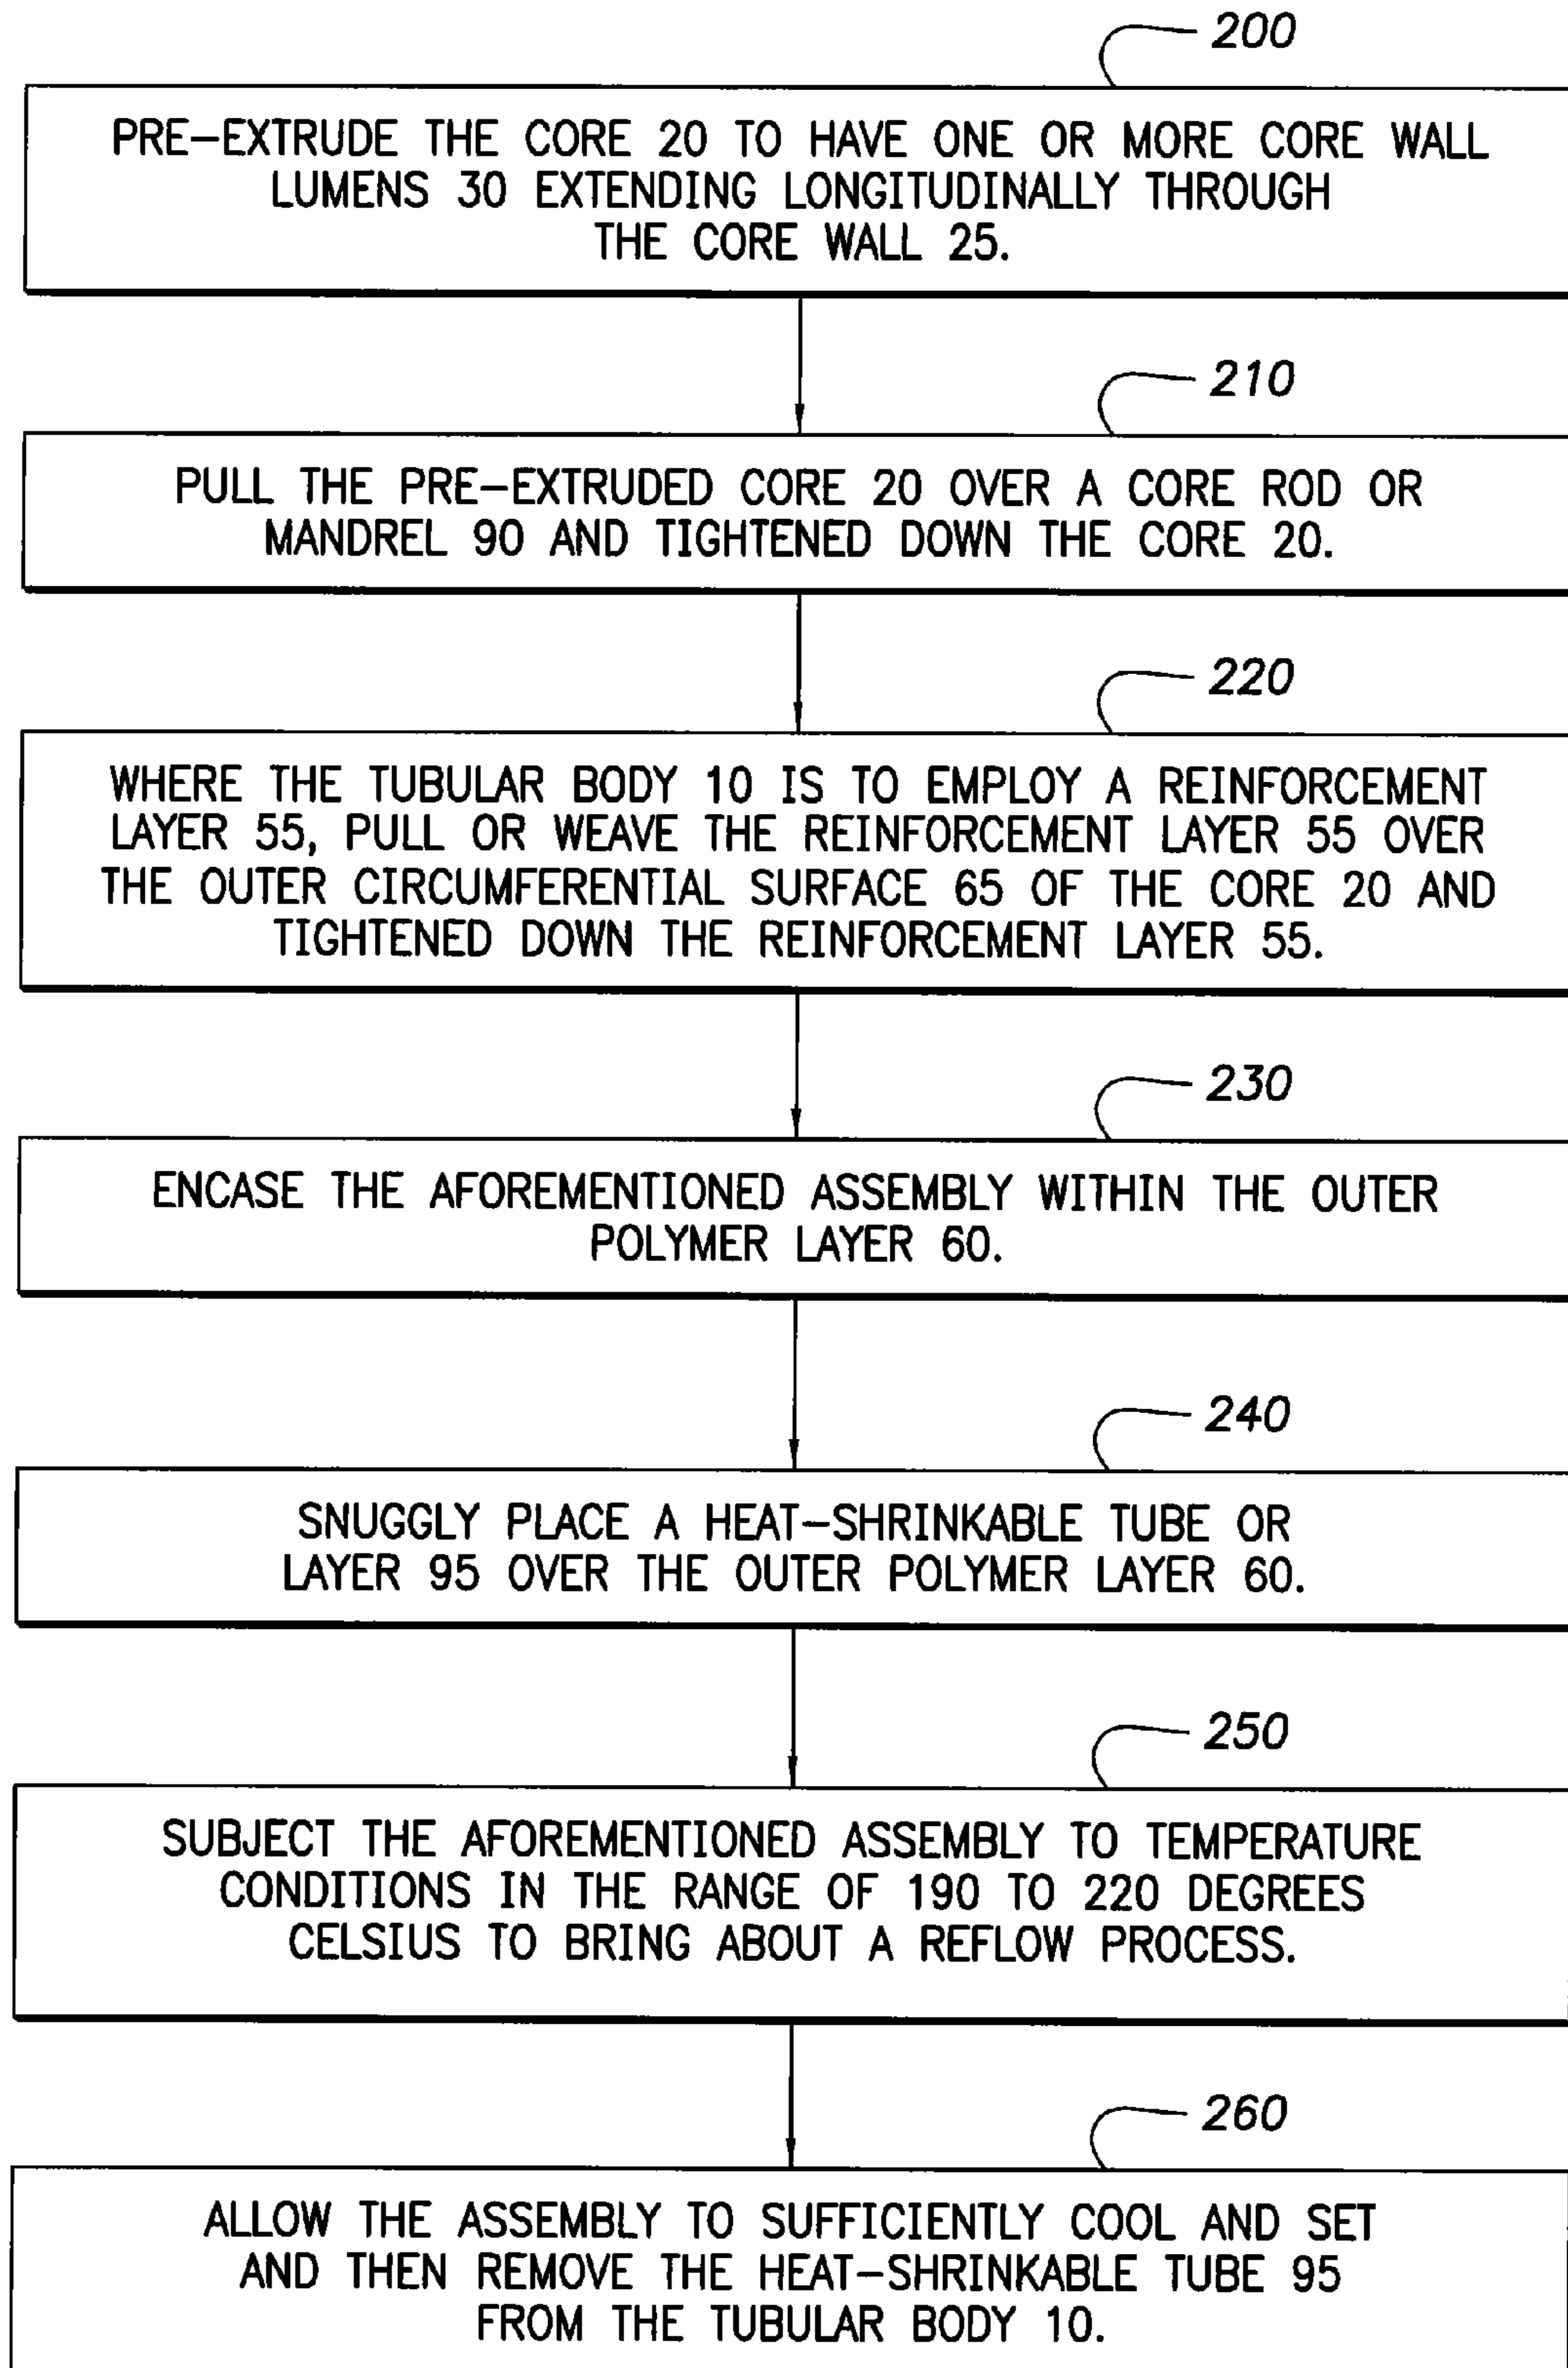 200
PRE-EXTRUDE THE CORE 20 TO HAVE ONE OR MORE CORE WALL
LUMENS 30 EXTENDING LONGITUDINALLY THROUGH
THE CORE WALL 25.
210
PULL THE PRE-EXTRUDED CORE 20 OVER A CORE ROD OR
MANDREL 90 AND TIGHTENED DOWN THE CORE 20.
220
WHERE THE TUBULAR BODY 10 IS TO EMPLOY A REINFORCEMENT
LAYER 55, PULL OR WEAVE THE REINFORCEMENT LAYER 55 OVER
THE OUTER CIRCUMFERENTIAL SURFACE 65 OF THE CORE 20 AND
TIGHTENED DOWN THE REINFORCEMENT LAYER 55.
230
ENCASE THE AFOREMENTIONED ASSEMBLY WITHIN THE OUTER
POLYMER LAYER 60.
240
SNUGGLY PLACE A HEAT-SHRINKABLE TUBE OR
LAYER 95 OVER THE OUTER POLYMER LAYER 60.
250
SUBJECT THE AFOREMENTIONED ASSEMBLY TO TEMPERATURE
CONDITIONS IN THE RANGE OF 190 TO 220 DEGREES
CELSIUS TO BRING ABOUT A REFLOW PROCESS.
260
ALLOW THE ASSEMBLY TO SUFFICIENTLY COOL AND SET
AND THEN REMOVE THE HEAT-SHRINKABLE TUBE 95
FROM THE TUBULAR BODY 10.